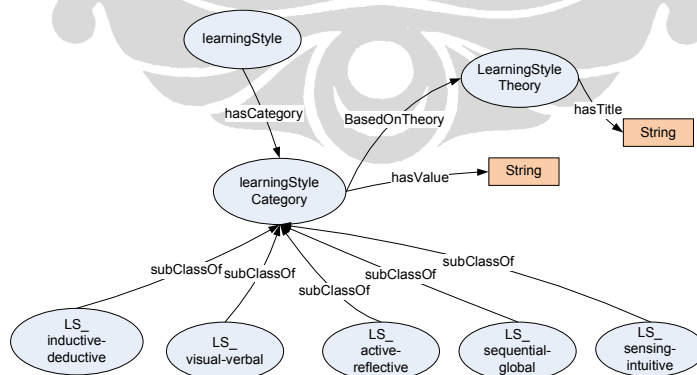 learningStyle
LearningStyle
Theory
hasTitle
String
hasCategory
BasedOnTheory
learningStyle
Category
hasValue
String
subClassOf
subClassOf
subClassOf
subClassOf
subClassOf
LS_
inductive-
deductive
LS_
visual-verbal
LS_
active-
reflective
LS_
sequential-
global
LS_
sensing-
intuitive